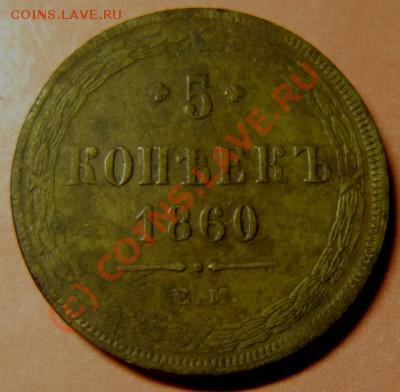 COINS.LAVE.RU
* 5 *
КОПѢЕКЪ
1860
Е.М.
(c) COINS.LAVE.RU